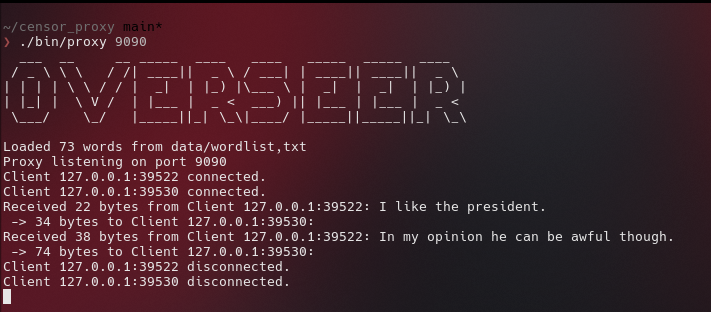 ~/censor_proxy main*
❯ ./bin/proxy 9090
OVERSEER
Loaded 73 words from data/wordlist,txt
Proxy listening on port 9090
Client 127.0.0.1:39522 connected.
Client 127.0.0.1:39530 connected.
Received 22 bytes from Client 127.0.0.1:39522: I like the president.
-> 34 bytes to Client 127.0.0.1:39530:
Received 38 bytes from Client 127.0.0.1:39522: In my opinion he can be awful though.
-> 74 bytes to Client 127.0.0.1:39530:
Client 127.0.0.1:39522 disconnected.
Client 127.0.0.1:39530 disconnected.